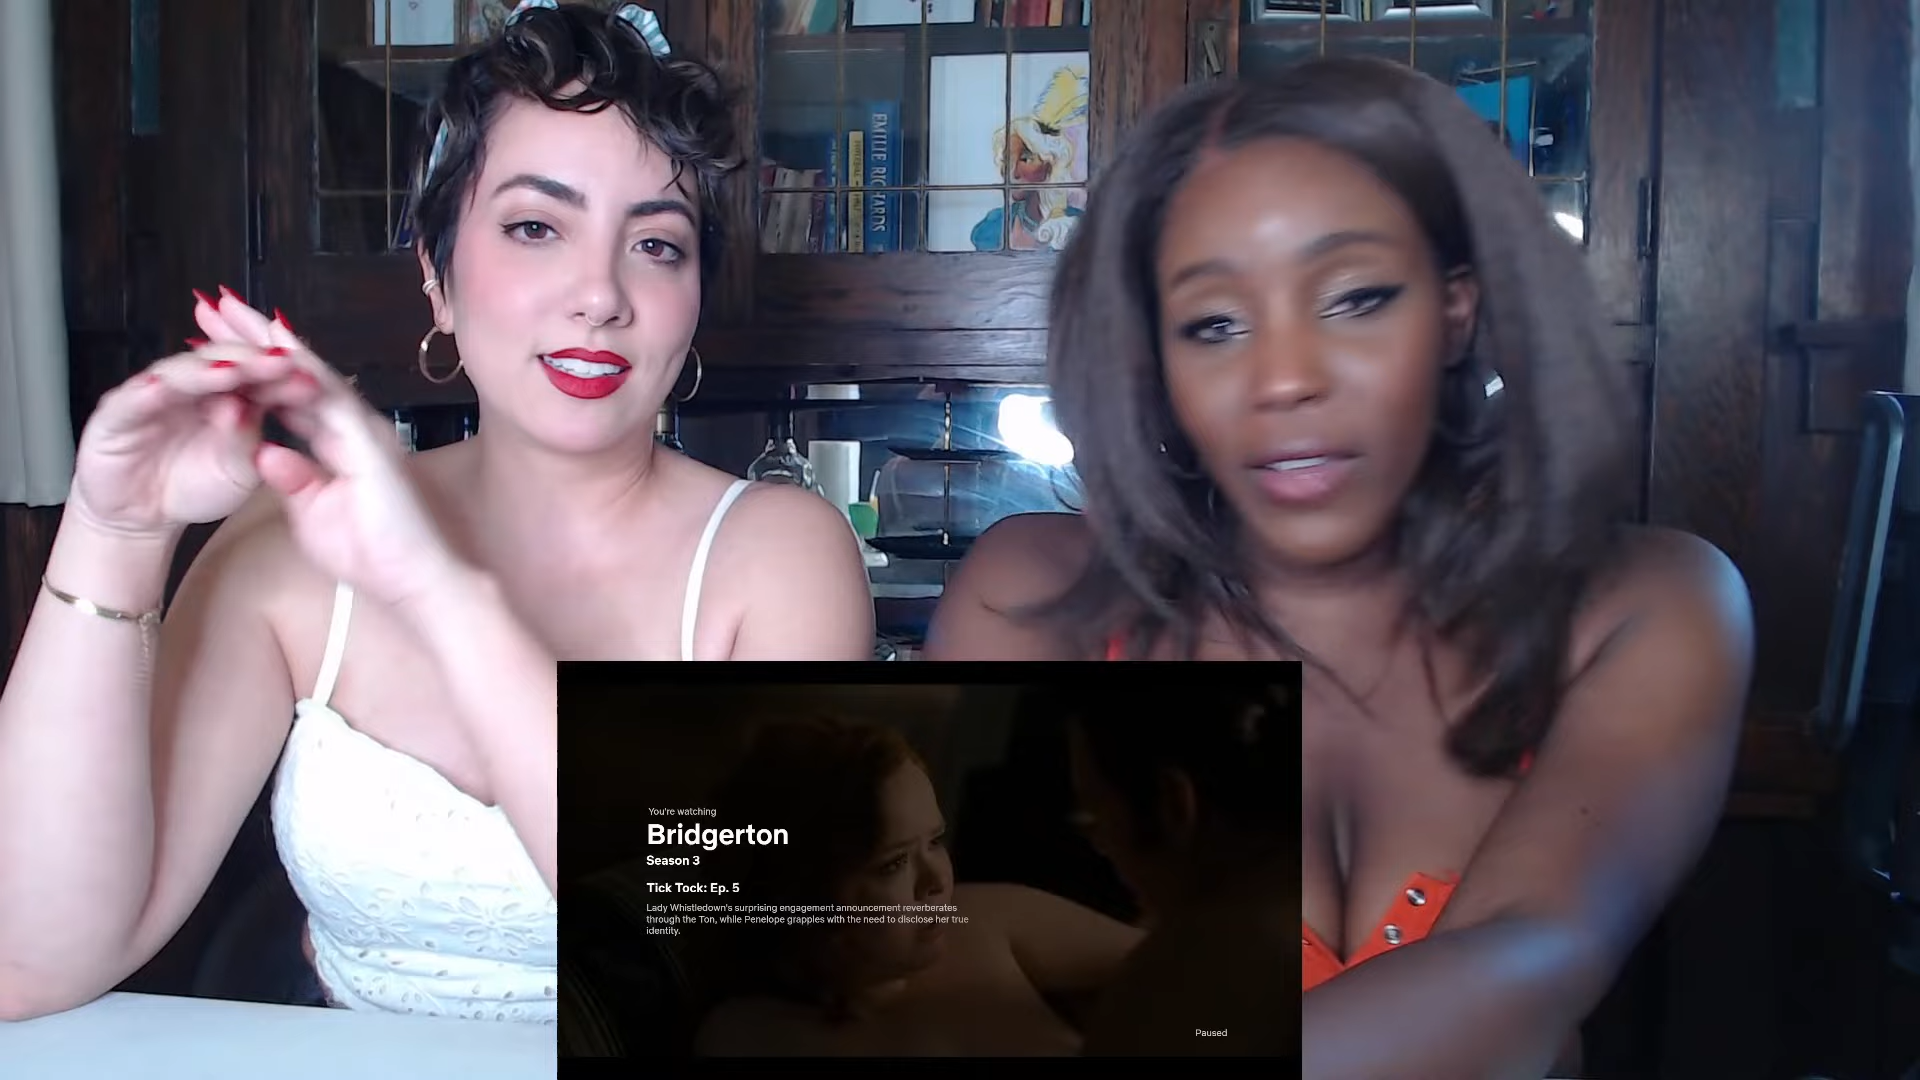 EMILIE RICHARDS
You're watching
Bridgerton
Season 3
Tick Tock: Ep. 5
Lady Whistledown's surprising engagement announcement reverberates
through the Ton, while Penelope grapples with the need to disclose her true
identity.
Paused